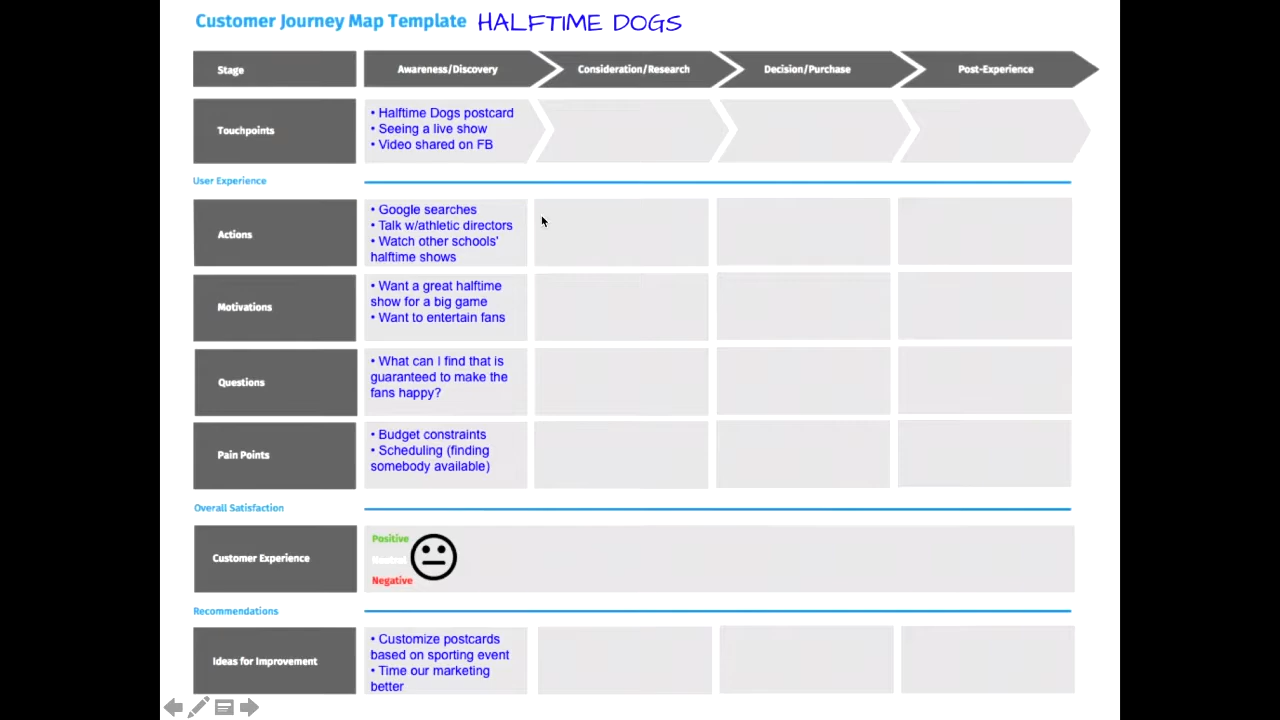 Customer Journey Map Template HALFTIME DOGS
Stage
Awareness/Discovery
Consideration/Research
Decision/Purchase
Post-Experience
Touchpoints
• Halftime Dogs postcard
• Seeing a live show
• Video shared on FB
User Experience
Actions
• Google searches
• Talk w/athletic directors
• Watch other schools'
halftime shows
Motivations
• Want a great halftime
show for a big game
• Want to entertain fans
Questions
• What can I find that is
guaranteed to make the
fans happy?
Pain Points
• Budget constraints
• Scheduling (finding
somebody available)
Overall Satisfaction
Customer Experience
Positive
Negative
Recommendations
Ideas for Improvement
• Customize postcards
based on sporting event
• Time our marketing
better